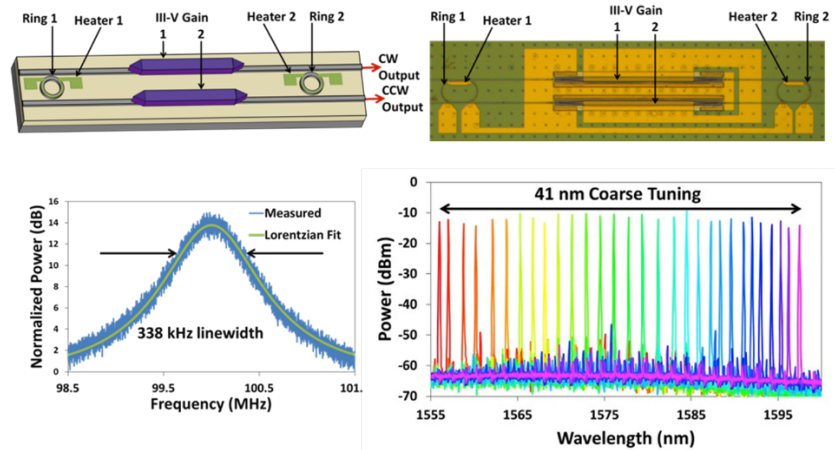 Ring 1
Heater 1
III-V Gain
1 2
Heater 2
Ring 2
CW
Output
CCW
Output
Ring 1
Heater 1
III-V Gain
1 2
Heater 2
Ring 2
Normalized Power (dB)
16
14
12
10
8
6
4
2
0
Measured
Lorentzian Fit
338 kHz linewidth
98.5 99.5 100.5 101.
Frequency (MHz)
Power (dBm)
0
-10
-20
-30
-40
-50
-60
-70
41 nm Coarse Tuning
1555 1565 1575 1585 1595
Wavelength (nm)